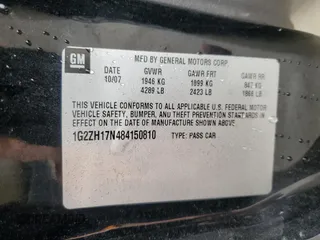 GM
MFD BY GENERAL MOTORS CORP
DATE GVWR GAWR FRT GAWR RR
10/07 1946 KG 1099 KG 847 KG
4289 LB 2423 LB 1866 LB
THIS VEHICLE CONFORMS TO ALL APPLICABLE U.S. FEDERAL MOTOR
VEHICLE SAFETY, BUMPER, AND THEFT PREVENTION STANDARDS IN
EFFECT ON THE DATE OF MANUFACTURE SHOWN ABOVE.
1G2ZH17N484150810 TYPE: PASS CAR